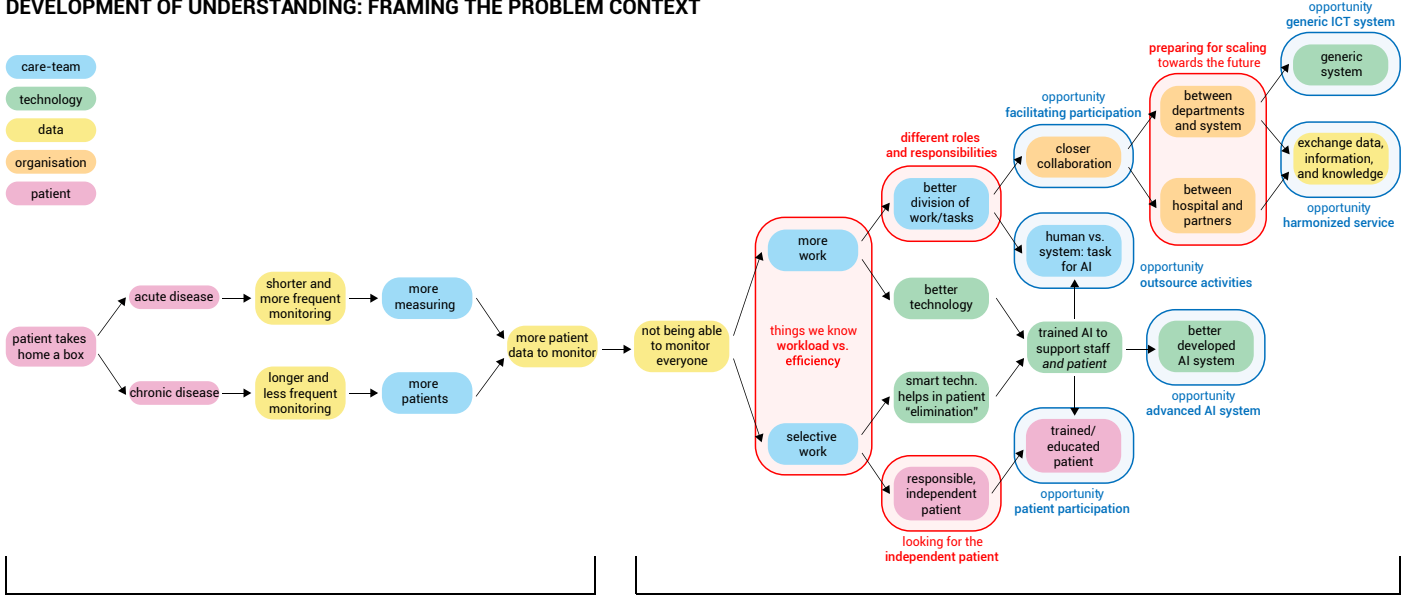 DEVELOPMENT OF UNDERSTANDING: FRAMING THE PROBLEM CONTEXT
care-team
technology
data
organisation
patient
patient takes
home a box
acute disease
chronic disease
shorter and
more frequent
monitoring
longer and
less frequent
monitoring
more
measuring
more
patients
more patient
data to monitor
not being able
to monitor
everyone
more
work
things we know
workload vs.
efficiency
selective
work
different roles
and responsibilities
better
division of
work/tasks
better
technology
smart techn.
helps in patient
“elimination”
responsible,
independent
patient
looking for the
independent patient
opportunity
facilitating participation
closer
collaboration
human vs.
system: task
for AI
opportunity
outsource activities
trained AI to
support staff
and patient
trained/
educated
patient
opportunity
patient participation
better
developed
AI system
opportunity
advanced AI system
preparing for scaling
towards the future
between
departments
and system
between
hospital and
partners
opportunity
generic ICT system
generic
system
exchange data,
information,
and knowledge
opportunity
harmonized service